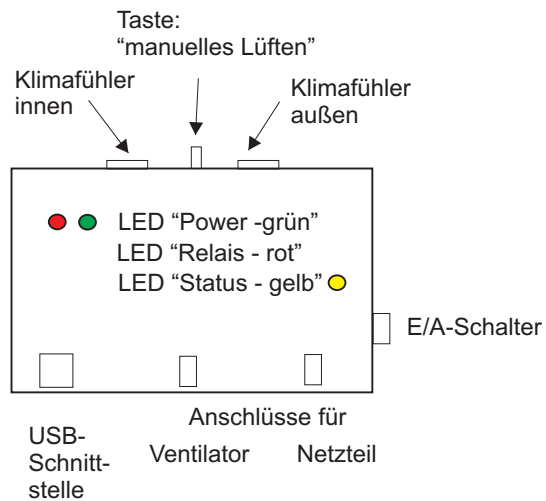 Taste:
“manuelles Lüften”
Klimafühler
innen
Klimafühler
außen
LED “Power -grün”
LED “Relais - rot”
LED “Status - gelb”
E/A-Schalter
Anschlüsse für
USB-
Schnitt-
stelle
Ventilator
Netzteil